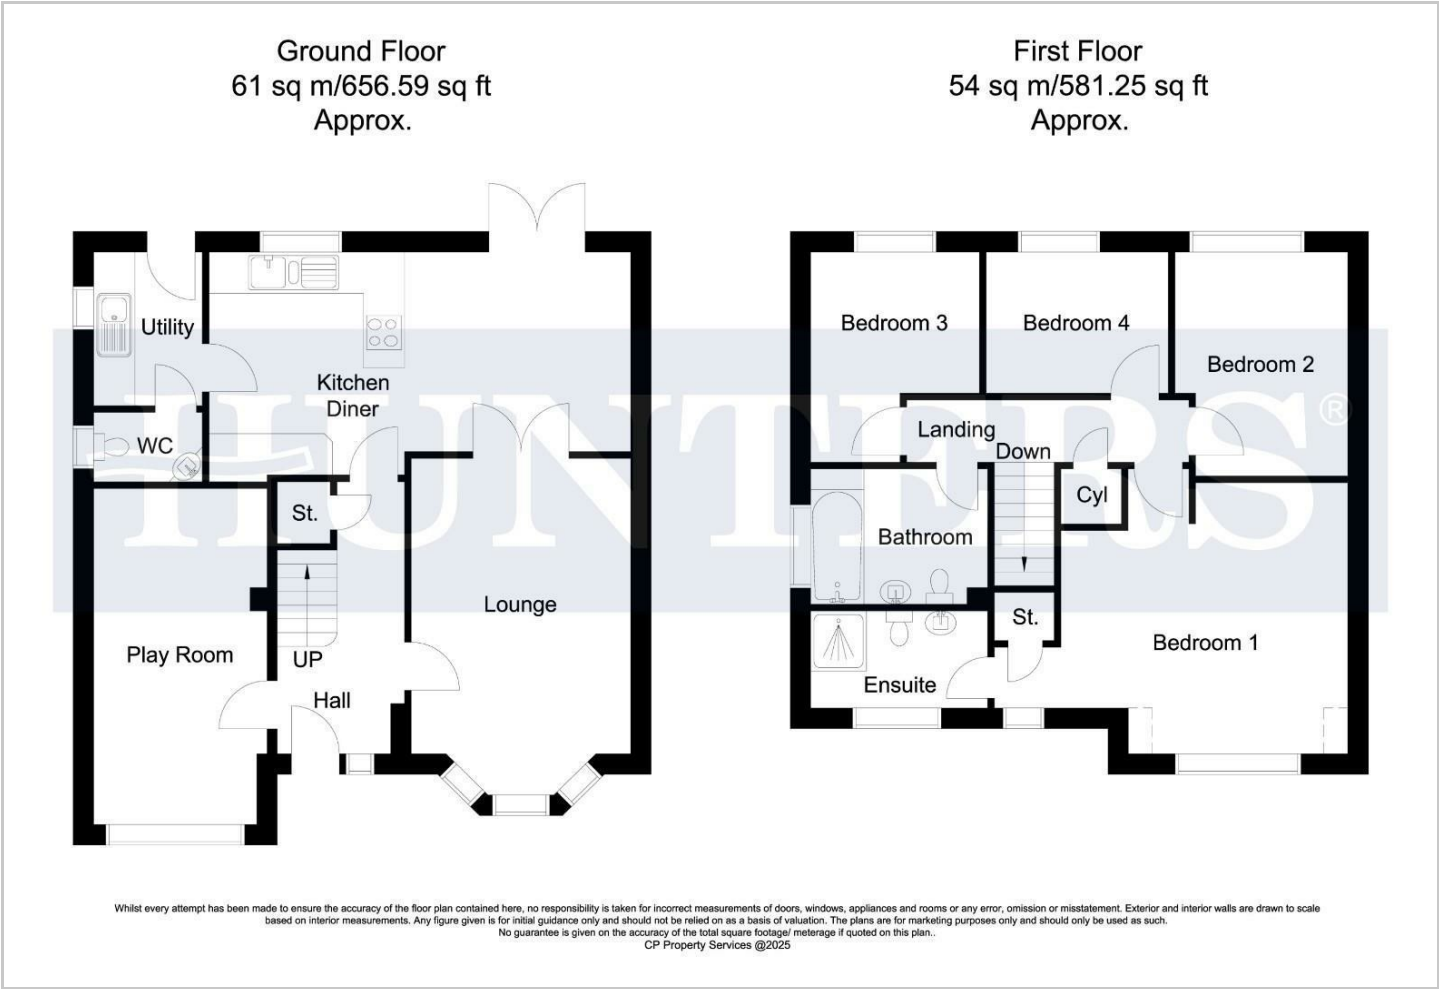 Ground Floor
61 sq m/656.59 sq ft
Approx.
First Floor
54 sq m/581.25 sq ft
Approx.
Utility
Kitchen
Diner
WC
St.
Lounge
Play Room
UP
Hall
Bedroom 3
Bedroom 4
Bedroom 2
Landing
Down
Cyl
Bathroom
St.
Bedroom 1
Ensuite
HUNTERS®
Whilst every attempt has been made to ensure the accuracy of the floor plan contained here, no responsibility is taken for incorrect measurements of doors, windows, appliances and rooms or any error, omission or misstatement. Exterior and interior walls are drawn to scale
based on interior measurements. Any figure given is for initial guidance only and should not be relied on as a basis of valuation. The plans are for marketing purposes only and should only be used as such.
No guarantee is given on the accuracy of the total square footage/ meterage if quoted on this plan..
CP Property Services @2025